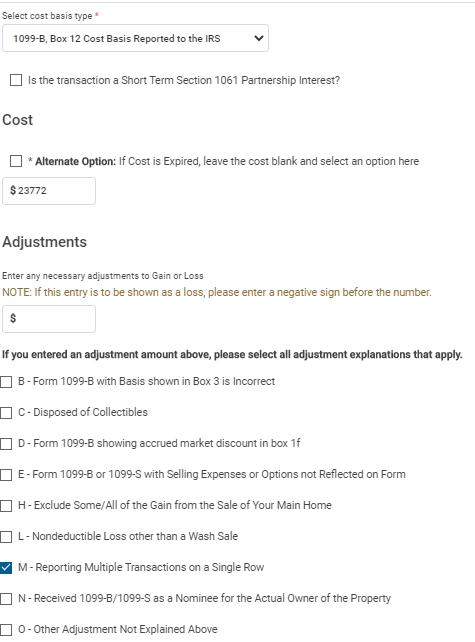 Select cost basis type *
1099-B, Box 12 Cost Basis Reported to the IRS
Is the transaction a Short Term Section 1061 Partnership Interest?
Cost
* Alternate Option: If Cost is Expired, leave the cost blank and select an option here
$ 23772
Adjustments
Enter any necessary adjustments to Gain or Loss
NOTE: If this entry is to be shown as a loss, please enter a negative sign before the number.
$
If you entered an adjustment amount above, please select all adjustment explanations that apply.
B - Form 1099-B with Basis shown in Box 3 is Incorrect
C - Disposed of Collectibles
D - Form 1099-B showing accrued market discount in box 1f
E - Form 1099-B or 1099-S with Selling Expenses or Options not Reflected on Form
H - Exclude Some/All of the Gain from the Sale of Your Main Home
L - Nondeductible Loss other than a Wash Sale
M - Reporting Multiple Transactions on a Single Row
N - Received 1099-B/1099-S as a Nominee for the Actual Owner of the Property
O - Other Adjustment Not Explained Above